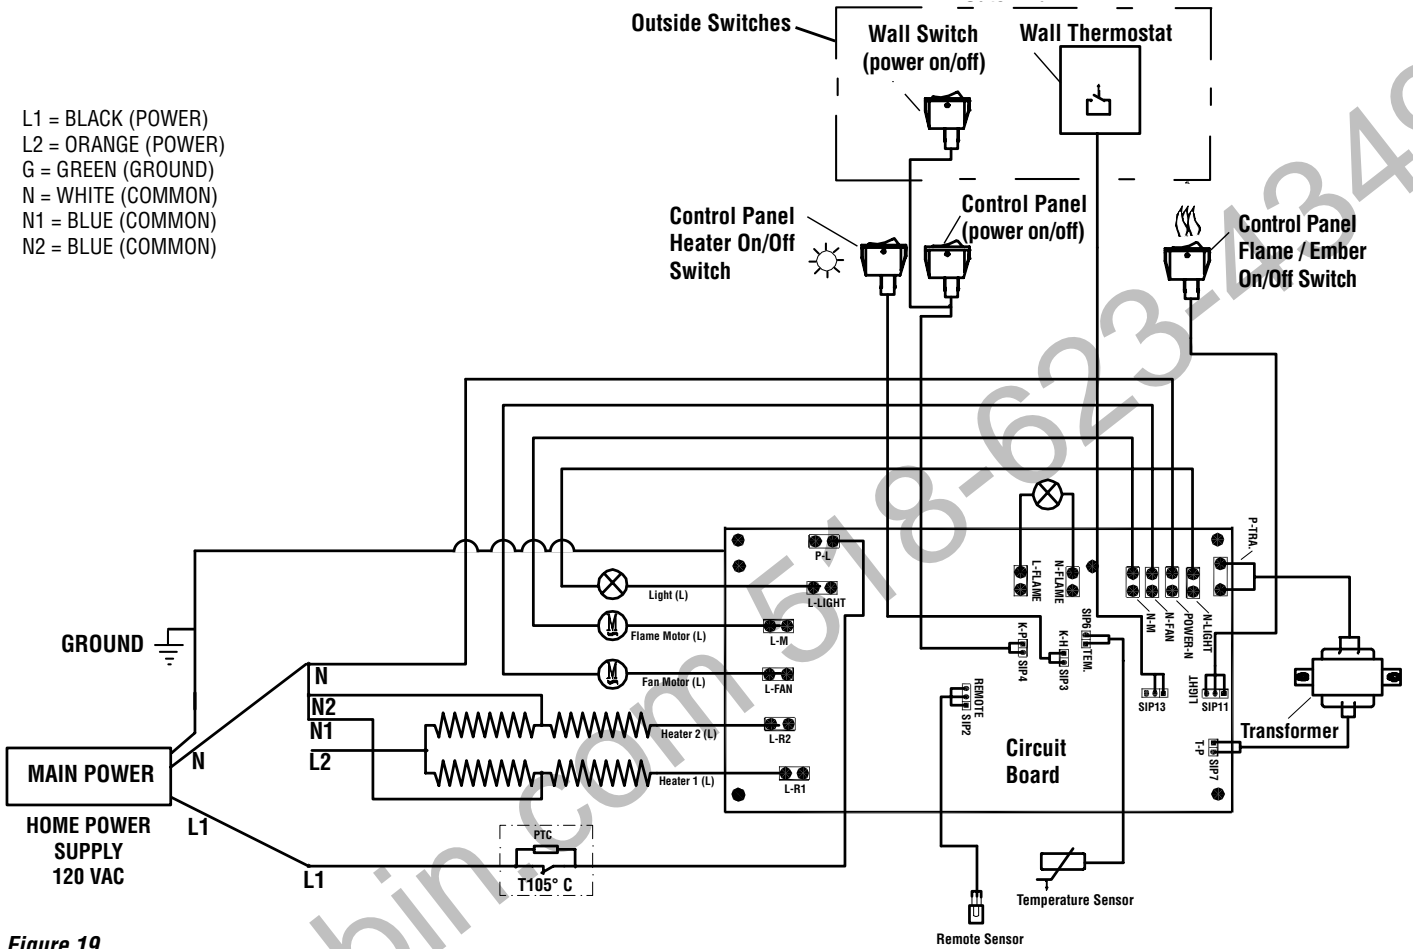 Outside Switches
Wall Switch
(power on/off)
Wall Thermostat
L1 = BLACK (POWER)
L2 = ORANGE (POWER)
G = GREEN (GROUND)
N = WHITE (COMMON)
N1 = BLUE (COMMON)
N2 = BLUE (COMMON)
Control Panel
Heater On/Off
Switch
Control Panel
(power on/off)
Control Panel
Flame / Ember
On/Off Switch
P-TRA.
P-L
L-FLAME
N-FLAME
Light (L)
L-LIGHT
N-M
N-FAN
POWER-N
N-LIGHT
GROUND
M
Flame Motor (L)
L-M
K-P
SIP4
K-H
SIP3
SIP6
TEM.
M
Fan Motor (L)
L-FAN
REMOTE
SIP2
SIP13
LIGHT
SIP11
Transformer
N
N2
N1
L2
Heater 2 (L)
L-R2
Circuit
Board
T-P
SIP7
MAIN POWER
N
Heater 1 (L)
L-R1
HOME POWER
SUPPLY
120 VAC
L1
L1
PTC
T105° C
Temperature Sensor
Remote Sensor
Figure 19
bin.com 518-623-4349